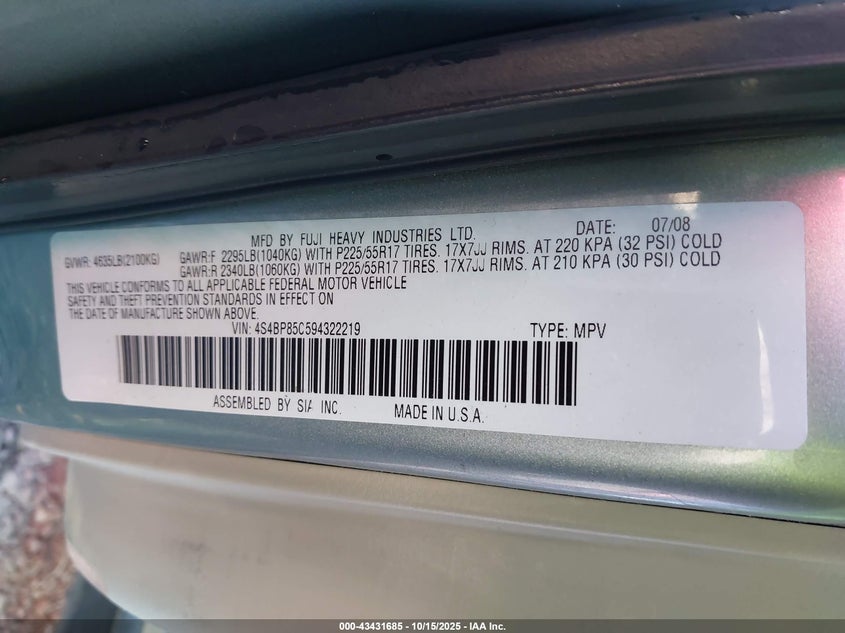 MFD BY FUJI HEAVY INDUSTRIES LTD. DATE: 07/08
GVWR: 4635LB(2100KG) GAWR:F 2295LB(1040KG) WITH P225/55R17 TIRES. 17X7JJ RIMS. AT 220 KPA (32 PSI) COLD
GAWR:R 2340LB(1060KG) WITH P225/55R17 TIRES. 17X7JJ RIMS. AT 210 KPA (30 PSI) COLD
THIS VEHICLE CONFORMS TO ALL APPLICABLE FEDERAL MOTOR VEHICLE
SAFETY AND THEFT PREVENTION STANDARDS IN EFFECT ON
THE DATE OF MANUFACTURE SHOWN ABOVE.
VIN: 4S4BP85C594322219 TYPE: MPV
ASSEMBLED BY SIA INC. MADE IN U.S.A.
000-43431685 - 10/15/2025 - IAA Inc.